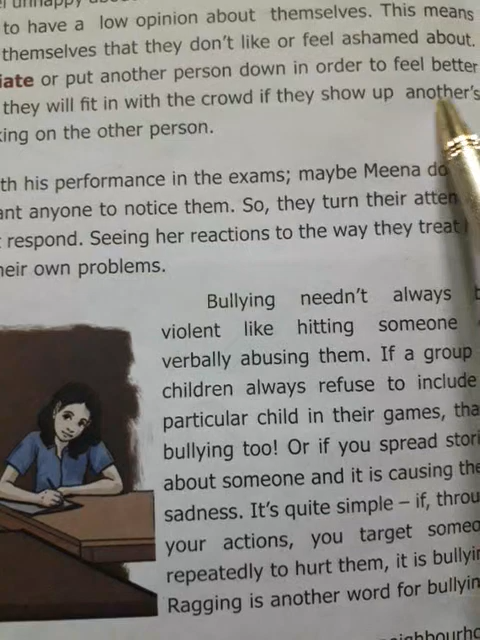 unhappy about
to have a low opinion about themselves. This means
themselves that they don't like or feel ashamed about.
iate or put another person down in order to feel better
they will fit in with the crowd if they show up another's
king on the other person.
th his performance in the exams; maybe Meena do
ant anyone to notice them. So, they turn their atten
respond. Seeing her reactions to the way they treat
heir own problems.
Bullying needn't always b
violent like hitting someone
verbally abusing them. If a group
children always refuse to include
particular child in their games, tha
bullying too! Or if you spread stori
about someone and it is causing the
sadness. It's quite simple – if, throu
your actions, you target someo
repeatedly to hurt them, it is bullyin
Ragging is another word for bullyin
neighbourho